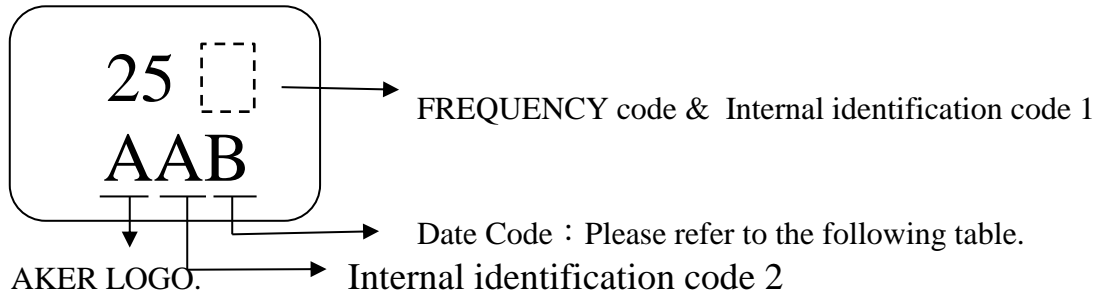 25
FREQUENCY code & Internal identification code 1
AAB
Date Code：Please refer to the following table.
AKER LOGO.
Internal identification code 2